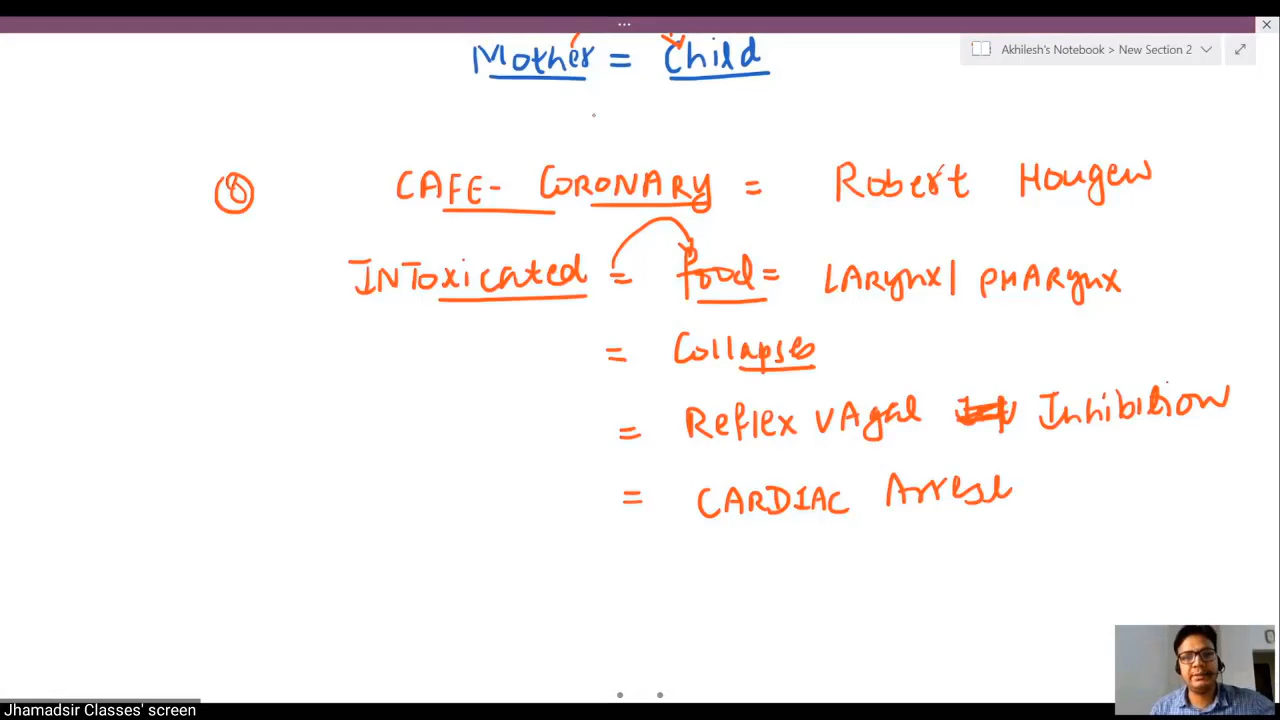 Mother = Child
Akhilesh's Notebook > New Section 2
8 CAFE- CORONARY = Robert Hougen
INToxicated = food = LARynx/ PHARynx
= Collapses
= Reflex VAgal Inhibition
= CARDIAC Arrest
Jhamadsir Classes' screen